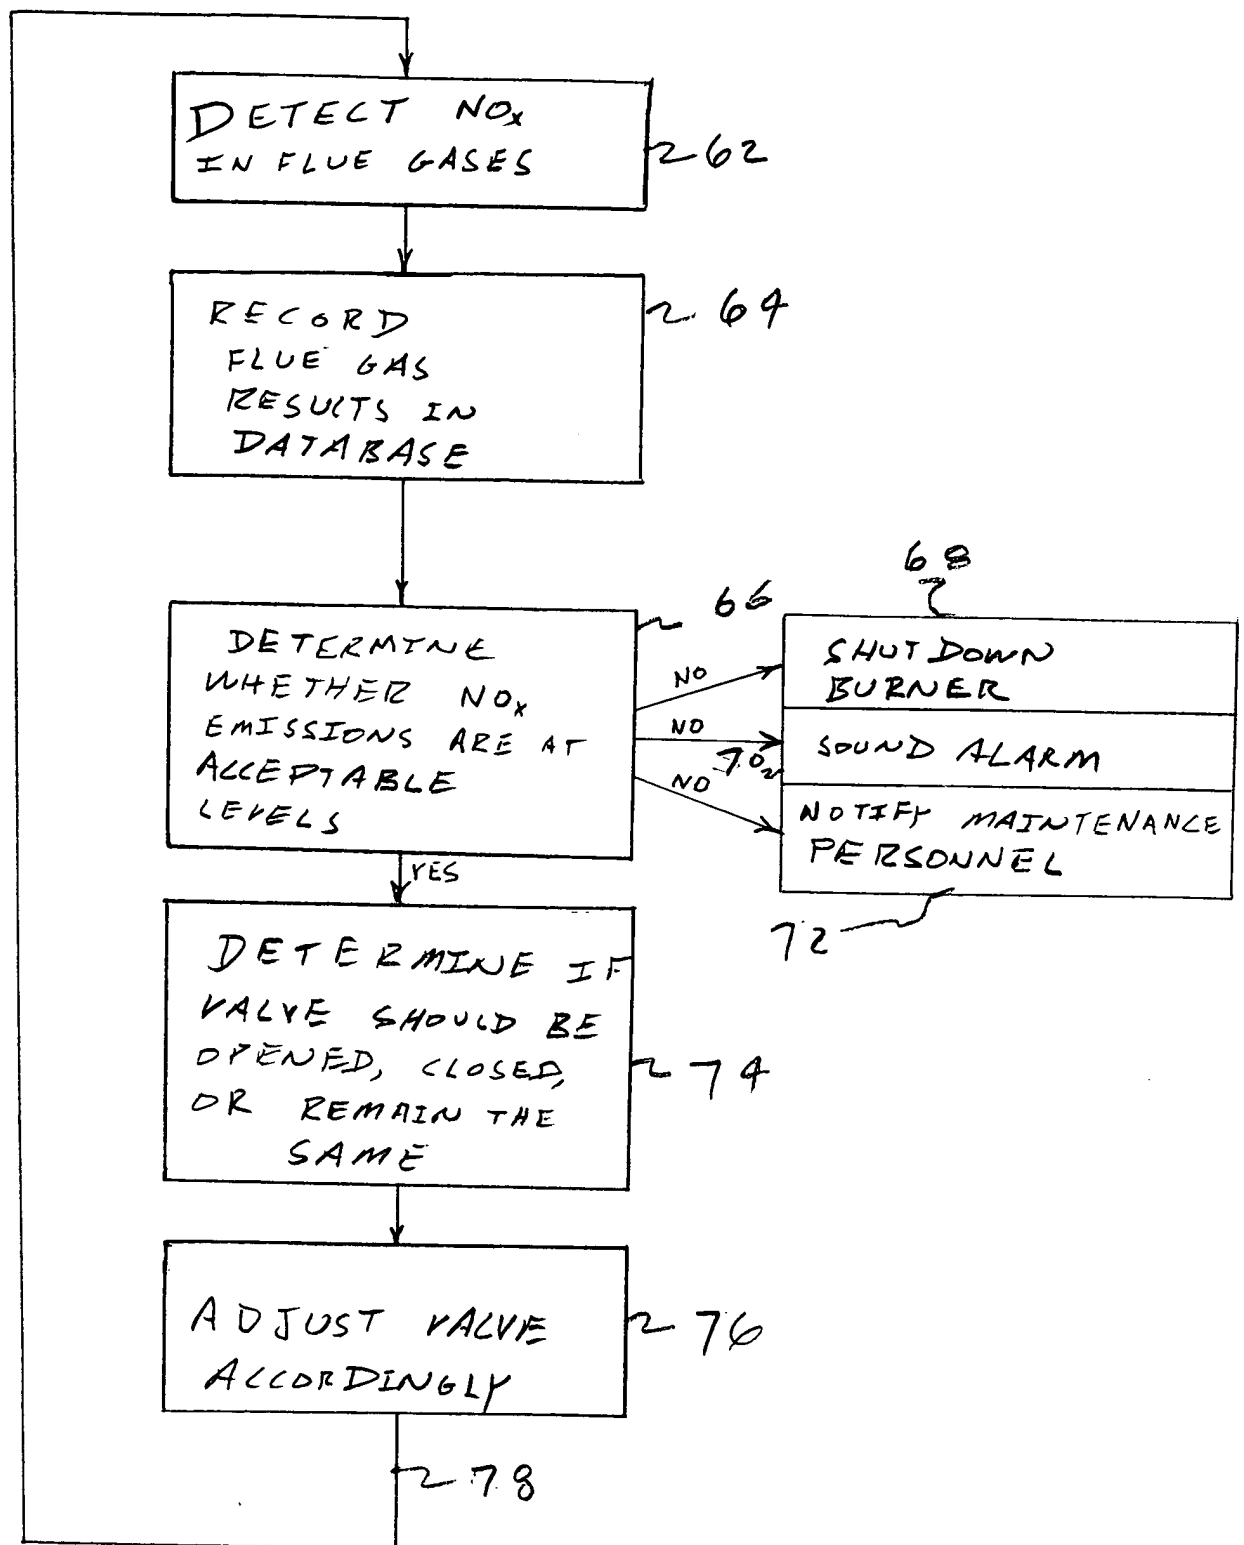 DETECT NOx
IN FLUE GASES
62
RECORD
FLUE GAS
RESULTS IN
DATABASE
64
DETERMINE
WHETHER NOx
EMISSIONS ARE AT
ACCEPTABLE
LEVELS
66
NO
NO
NO
68
SHUT DOWN
BURNER
70
SOUND ALARM
NOTIFY MAINTENANCE
PERSONNEL
72
YES
DETERMINE IF
VALVE SHOULD BE
OPENED, CLOSED,
OR REMAIN THE
SAME
74
ADJUST VALVE
ACCORDINGLY
76
78